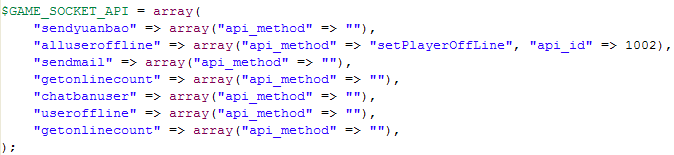 $GAME_SOCKET_API = array(
    "sendyuanbao" => array("api_method" => ""),
    "alluseroffline" => array("api_method" => "setPlayerOffLine", "api_id" => 1002),
    "sendmail" => array("api_method" => ""),
    "getonlinecount" => array("api_method" => ""),
    "chatbanuser" => array("api_method" => ""),
    "useroffline" => array("api_method" => ""),
    "getonlinecount" => array("api_method" => ""),
);